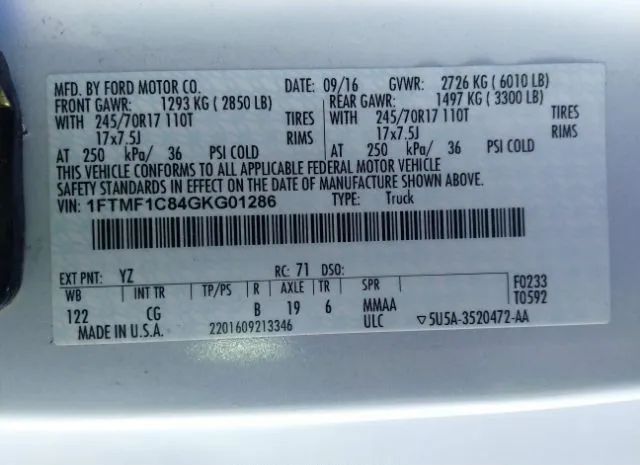 MFD. BY FORD MOTOR CO. DATE: 09/16 GVWR: 2726 KG (6010 LB)
FRONT GAWR: 1293 KG (2850 LB) REAR GAWR: 1497 KG (3300 LB)
WITH 245/70R17 110T TIRES WITH 245/70R17 110T TIRES
17x7.5J RIMS 17x7.5J RIMS
AT 250 kPa/ 36 PSI COLD AT 250 kPa/ 36 PSI COLD
THIS VEHICLE CONFORMS TO ALL APPLICABLE FEDERAL MOTOR VEHICLE
SAFETY STANDARDS IN EFFECT ON THE DATE OF MANUFACTURE SHOWN ABOVE.
VIN: 1FTMF1C84GKG01286 TYPE: Truck
EXT PNT: YZ RC: 71 DSO:
WB INT TR TP/PS R AXLE TR SPR F0233
122 CG B 19 6 MMAA T0592
MADE IN U.S.A. 2201609213346 ULC ▽5U5A-3520472-AA